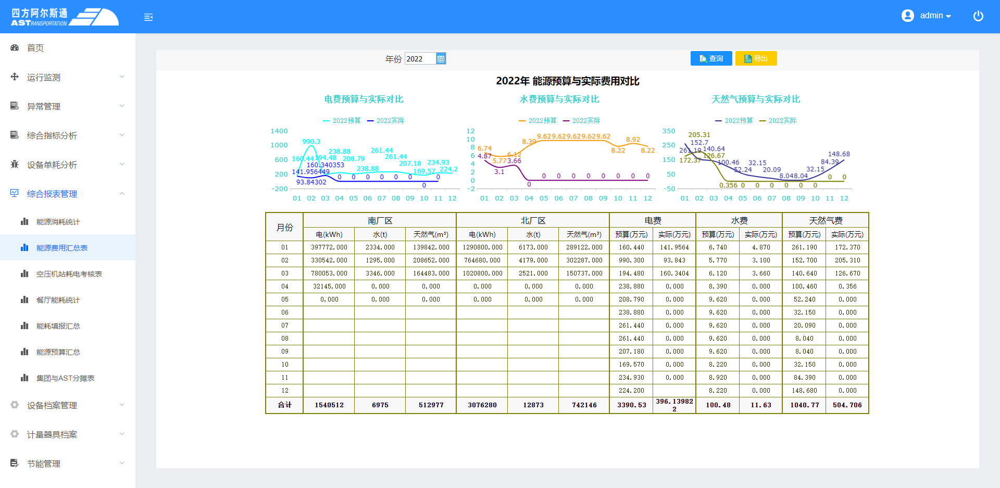 四方阿尔斯通
ASTRANSPORTATION
admin
首页
运行监测
异常管理
综合指标分析
设备单耗分析
综合报表管理
能源消耗统计
能源费用汇总表
空压机站耗电考核表
餐厅能耗统计
能耗填报汇总
能源预算汇总
集团与AST分摊表
设备档案管理
计量器具档案
节能管理
年份 2022 查询 导出
2022年 能源预算与实际费用对比
电费预算与实际对比
2022预算 2022实际
1400
1000
600
200
-200
990.3
160.44 194.48 238.88 208.79 238.88 261.44 261.44 207.18 169.57 234.93 224.2
141.956449 93.84302 160.340353 0 0 0 0 0 0 0 0
01 02 03 04 05 06 07 08 09 10 11 12
水费预算与实际对比
2022预算 2022实际
12
10
8
6
4
2
0
-2
6.74 5.77 6.12 8.39 9.62 9.62 9.62 9.62 9.62 8.22 8.92 8.22
4.87 3.1 3.66 0 0 0 0 0 0 0 0 0
01 02 03 04 05 06 07 08 09 10 11 12
天然气预算与实际对比
2022预算 2022实际
350
250
150
50
-50
261.19 152.7 140.64 100.46 52.24 32.15 20.09 8.04 8.04 32.15 84.39 148.68
172.37 205.31 126.67 0.356 0 0 0 0 0 0 0 0
01 02 03 04 05 06 07 08 09 10 11 12
月份 南厂区 北厂区 电费 水费 天然气费
电(kWh) 水(t) 天然气(m³) 电(kWh) 水(t) 天然气(m³) 预算(万元) 实际(万元) 预算(万元) 实际(万元) 预算(万元) 实际(万元)
01 397772.000 2334.000 139842.000 1290800.000 6173.000 289122.000 160.440 141.9564 6.740 4.870 261.190 172.370
02 330542.000 1295.000 208652.000 764680.000 4179.000 302287.000 990.300 93.843 5.770 3.100 152.700 205.310
03 780053.000 3346.000 164483.000 1020800.000 2521.000 150737.000 194.480 160.3404 6.120 3.660 140.640 126.670
04 32145.000 0.000 0.000 0.000 0.000 0.000 238.880 0.000 8.390 0.000 100.460 0.356
05 0.000 0.000 0.000 0.000 0.000 0.000 208.790 0.000 9.620 0.000 52.240 0.000
06 238.880 0.000 9.620 0.000 32.150 0.000
07 261.440 0.000 9.620 0.000 20.090 0.000
08 261.440 0.000 9.620 0.000 8.040 0.000
09 207.180 0.000 9.620 0.000 8.040 0.000
10 169.570 0.000 8.220 0.000 32.150 0.000
11 234.930 0.000 8.920 0.000 84.390 0.000
12 224.200 8.220 0.000 148.680 0.000
合计 1540512 6975 512977 3076280 12873 742146 3390.53 396.139822 100.48 11.63 1040.77 504.706